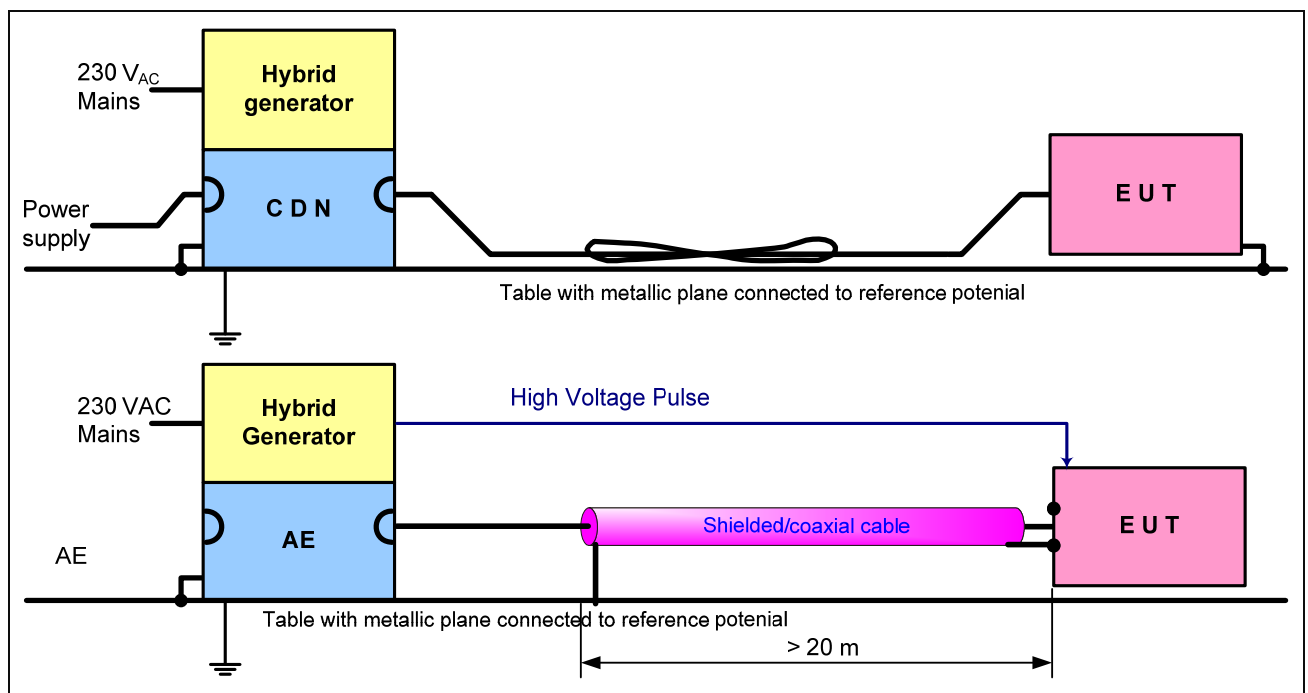 230 VAC
Mains
Hybrid
generator
Power
supply
C D N
E U T
Table with metallic plane connected to reference potenial
230 VAC
Mains
Hybrid
Generator
High Voltage Pulse
AE
AE
Shielded/coaxial cable
E U T
Table with metallic plane connected to reference potenial
> 20 m